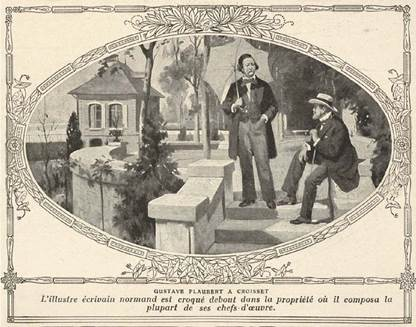 GUSTAVE FLAUBERT A CROISSET
L'illustre écrivain normand est croqué debout dans la propriété où il composa la
plupart de ses chefs-d'œuvre.